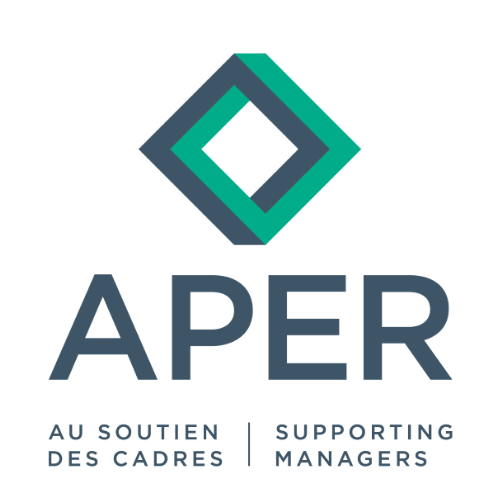 APER
AU SOUTIEN
DES CADRES
SUPPORTING
MANAGERS